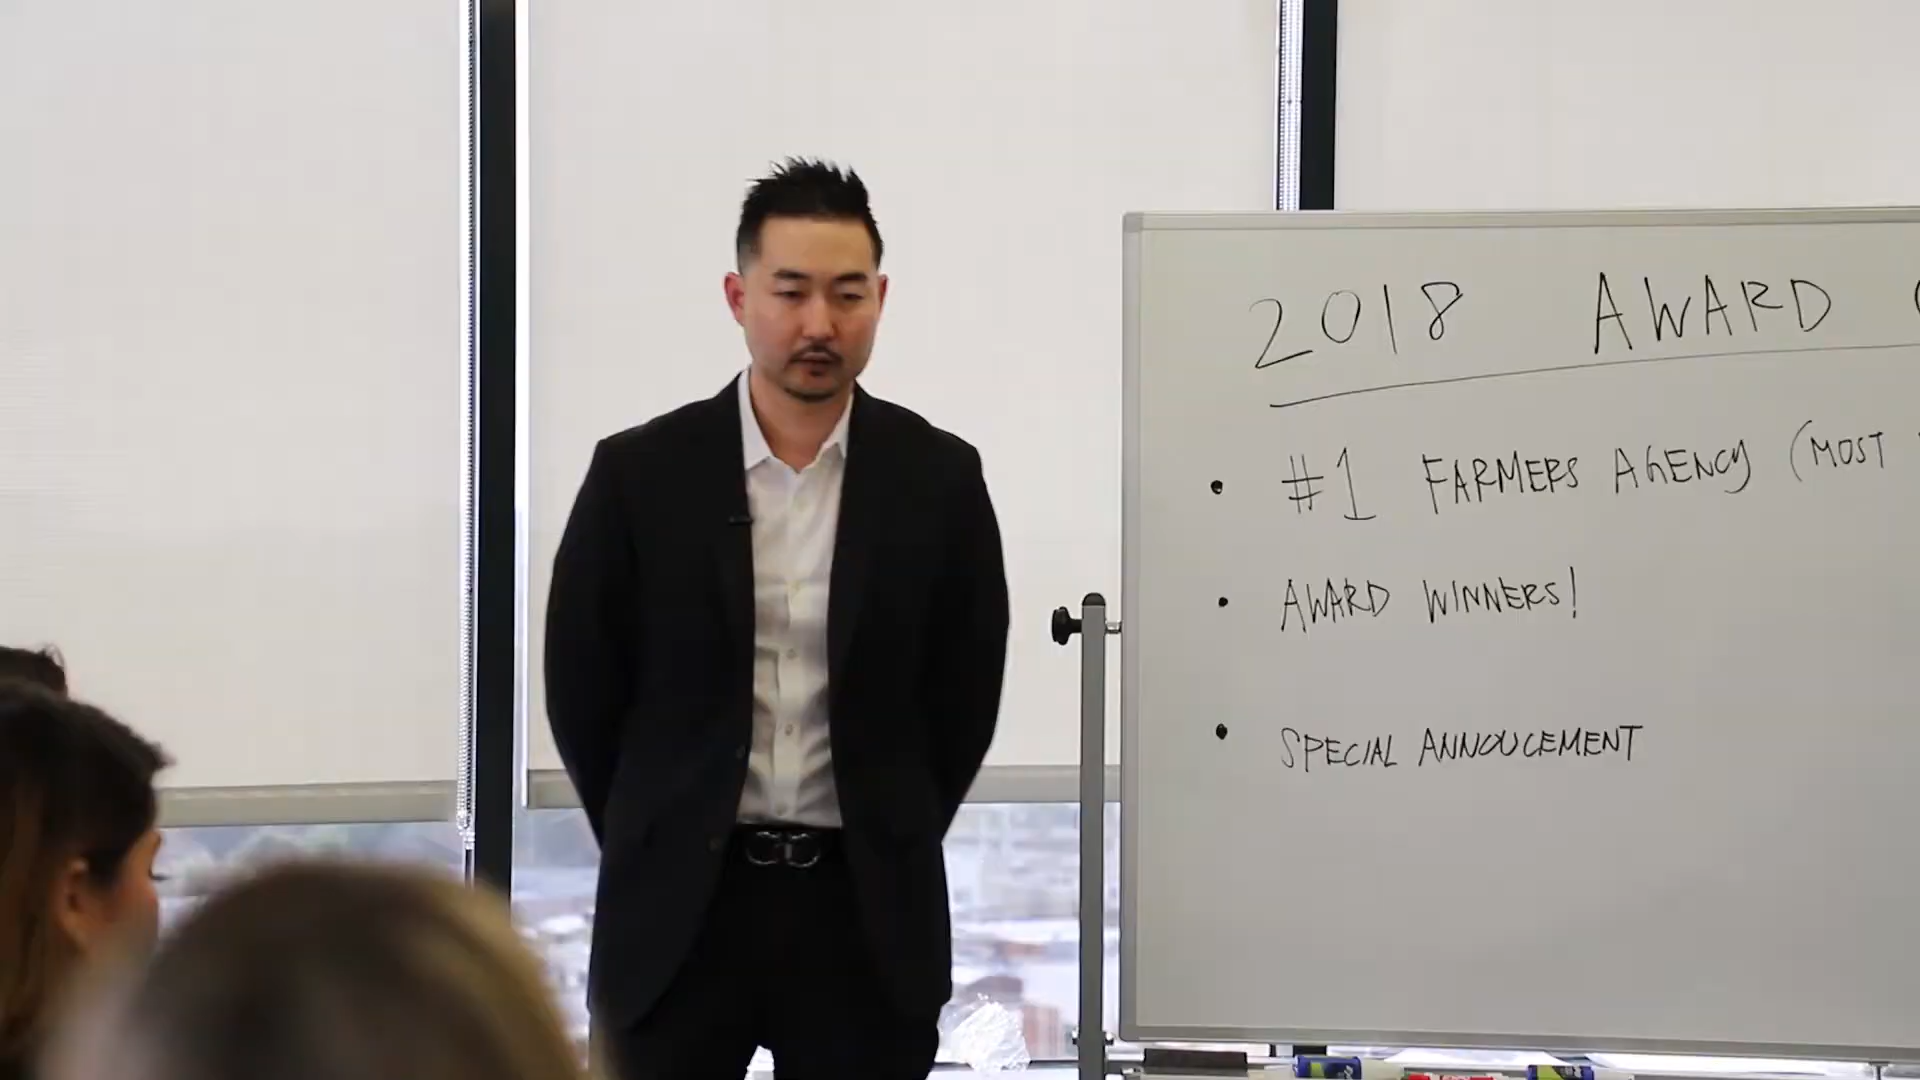 2018 AWARD
• #1 FARMERS AGENCY (MOST
• AWARD WINNERS!
• SPECIAL ANNOUCEMENT